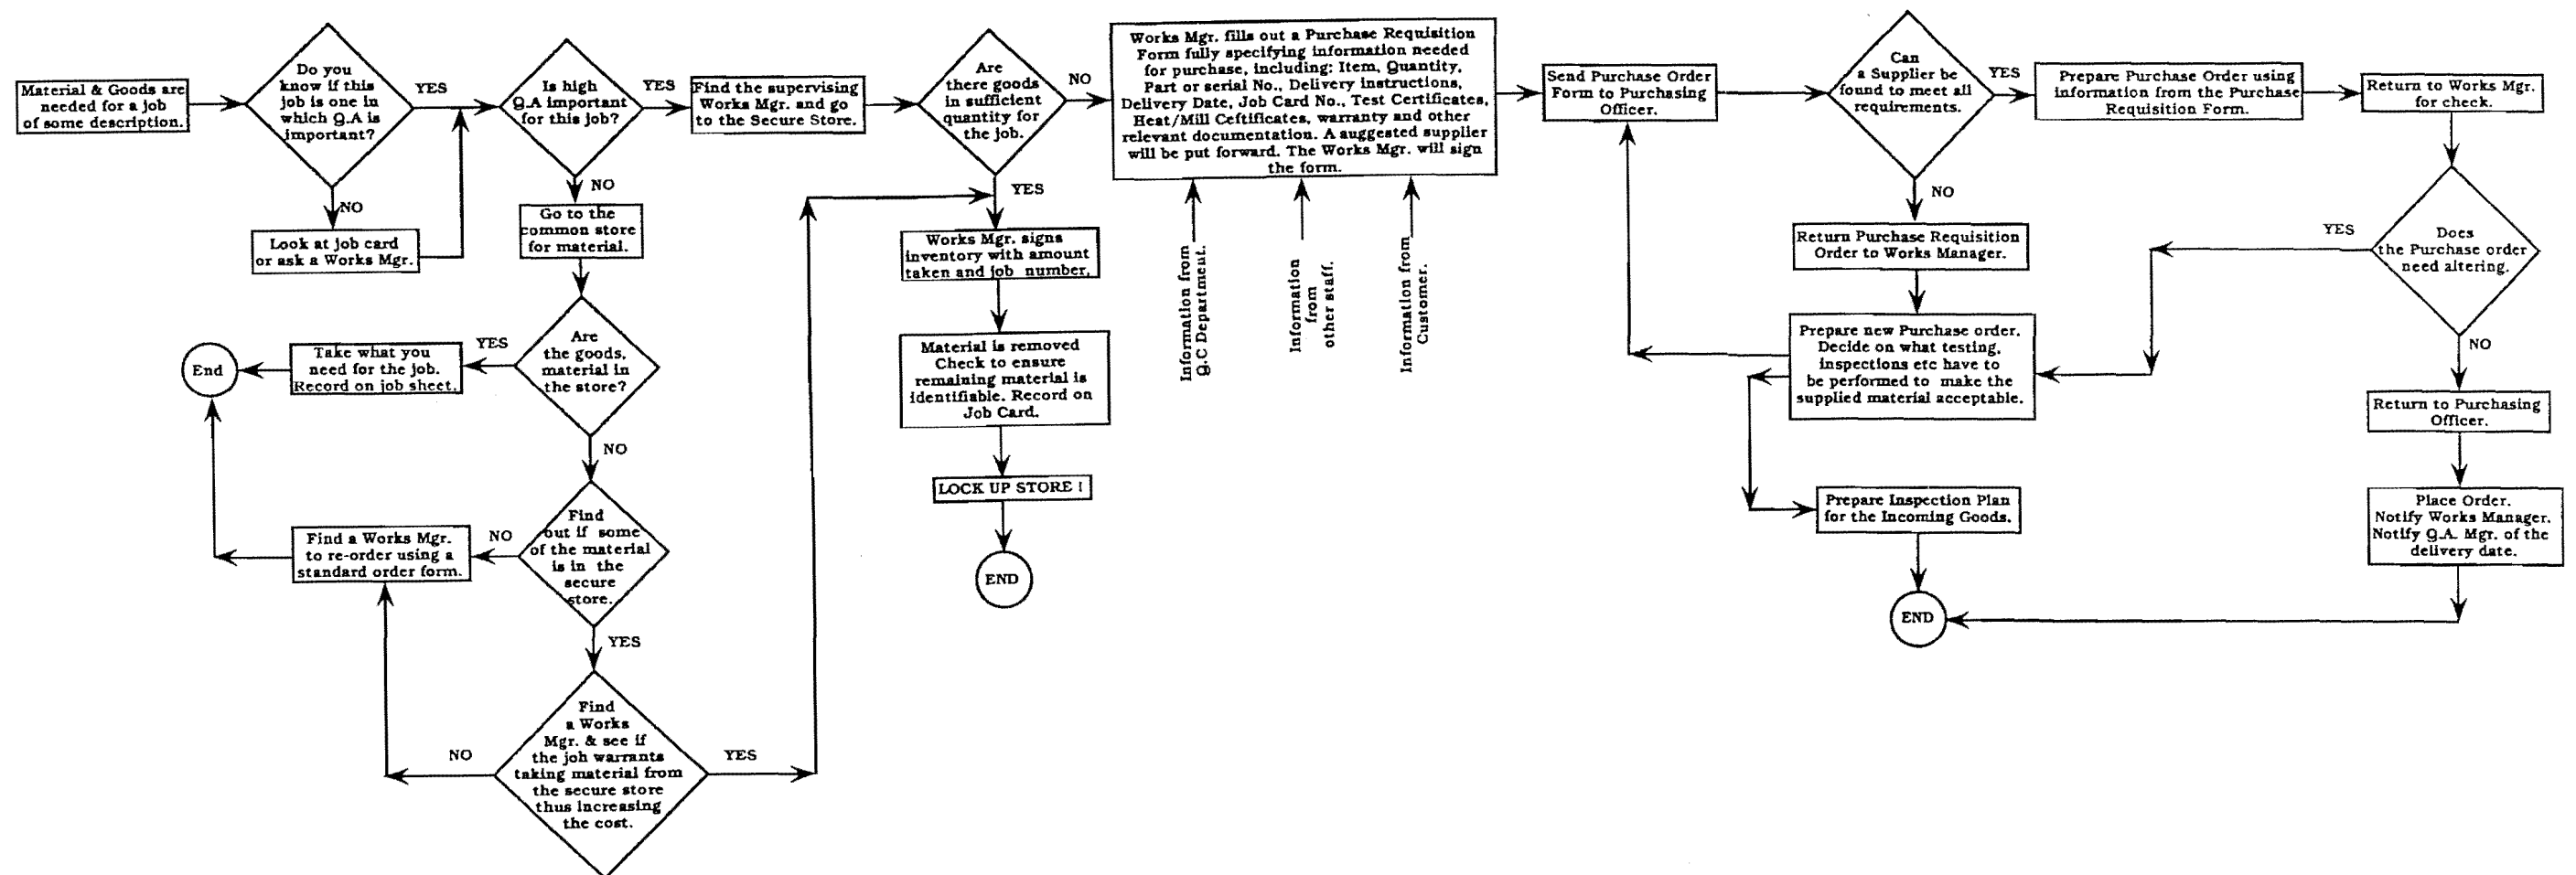 Material & Goods are
needed for a job
of some description.
Do you
know if this
job is one in
which Q.A is
important?
YES
NO
Look at job card
or ask a Works Mgr.
Is high
Q.A important
for this job?
YES
NO
Find the supervising
Works Mgr. and go
to the Secure Store.
Go to the
common store
for material.
Are
the goods,
material in
the store?
YES
NO
Take what you
need for the job.
Record on job sheet.
End
Find
out if some
of the material
is in the
secure
store.
NO
YES
Find a Works Mgr.
to re-order using a
standard order form.
Find
a Works
Mgr. & see if
the joh warrants
taking material from
the secure store
thus increasing
the cost.
NO
YES
Are
there goods
in sufficient
quantity for
the job.
NO
YES
Works Mgr. signs
inventory with amount
taken and job number,
Material is removed
Check to ensure
remaining material is
identifiable. Record on
Job Card.
LOCK UP STORE !
END
Works Mgr. fills out a Purchase Requisition
Form fully specifying information needed
for purchase, including: Item, Quantity,
Part or serial No., Delivery instructions,
Delivery Date, Job Card No., Test Certificates,
Heat/Mill Ceftificates, warranty and other
relevant documentation. A auggested supplier
will be put forward. The Works Mgr. will sign
the form.
Information from
Q.C Department.
Information
from
other staff.
Information from
Customer.
Send Purchase Order
Form to Purchasing
Officer.
Can
a Supplier be
found to meet all
requirements.
YES
NO
Return Purchase Requisition
Order to Works Manager.
Prepare new Purchase order.
Decide on what testing,
inspections etc have to
be performed to make the
supplied material acceptable.
Prepare Inspection Plan
for the Incoming Goods.
END
Prepare Purchase Order using
information from the Purchase
Requisition Form.
Return to Works Mgr.
for check.
Does
the Purchase order
need altering.
YES
NO
Return to Purchasing
Officer.
Place Order.
Notify Works Manager.
Notify Q.A. Mgr. of the
delivery date.